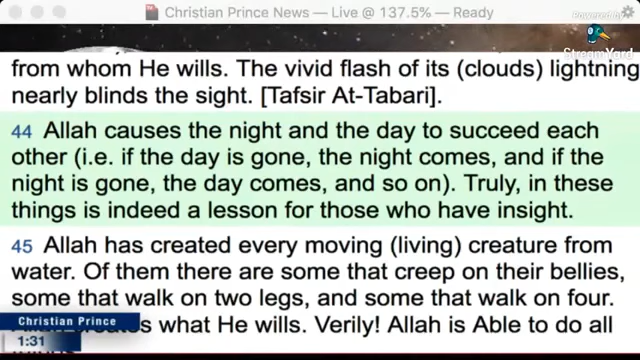 Christian Prince News — Live @ 137.5% — Ready
Powered by
StreamYard
from whom He wills. The vivid flash of its (clouds) lightning
nearly blinds the sight. [Tafsir At-Tabari].
44 Allah causes the night and the day to succeed each
other (i.e. if the day is gone, the night comes, and if the
night is gone, the day comes, and so on). Truly, in these
things is indeed a lesson for those who have insight.
45 Allah has created every moving (living) creature from
water. Of them there are some that creep on their bellies,
some that walk on two legs, and some that walk on four.
what He wills. Verily! Allah is Able to do all
Christian Prince
1:31